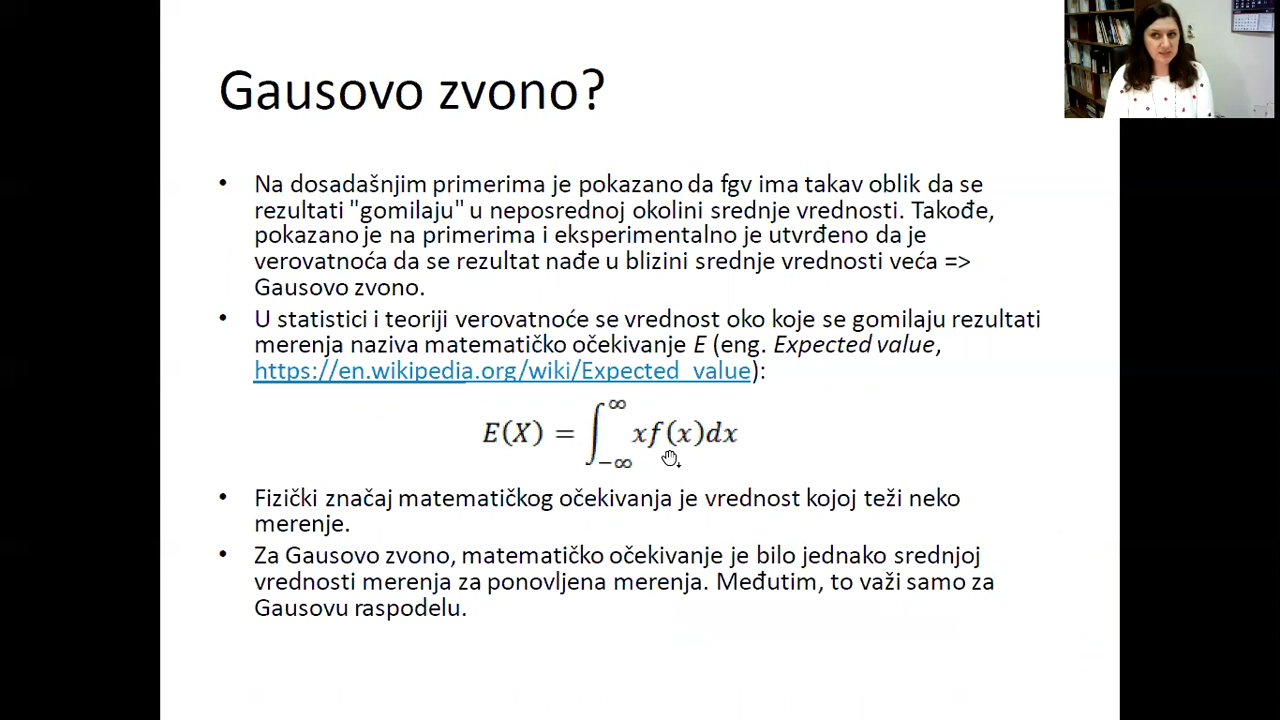 Gausovo zvono?
• Na dosadašnjim primerima je pokazano da fgv ima takav oblik da se
rezultati "gomilaju" u neposrednoj okolini srednje vrednosti. Takođe,
pokazano je na primerima i eksperimentalno je utvrđeno da je
verovatnoća da se rezultat nađe u blizini srednje vrednosti veća =>
Gausovo zvono.
• U statistici i teoriji verovatnoće se vrednost oko koje se gomilaju rezultati
merenja naziva matematičko očekivanje E (eng. Expected value,
https://en.wikipedia.org/wiki/Expected_value):
E(X) = ∫_{-∞}^{∞} xf(x)dx
• Fizički značaj matematičkog očekivanja je vrednost kojoj teži neko
merenje.
• Za Gausovo zvono, matematičko očekivanje je bilo jednako srednjoj
vrednosti merenja za ponovljena merenja. Međutim, to važi samo za
Gausovu raspodelu.